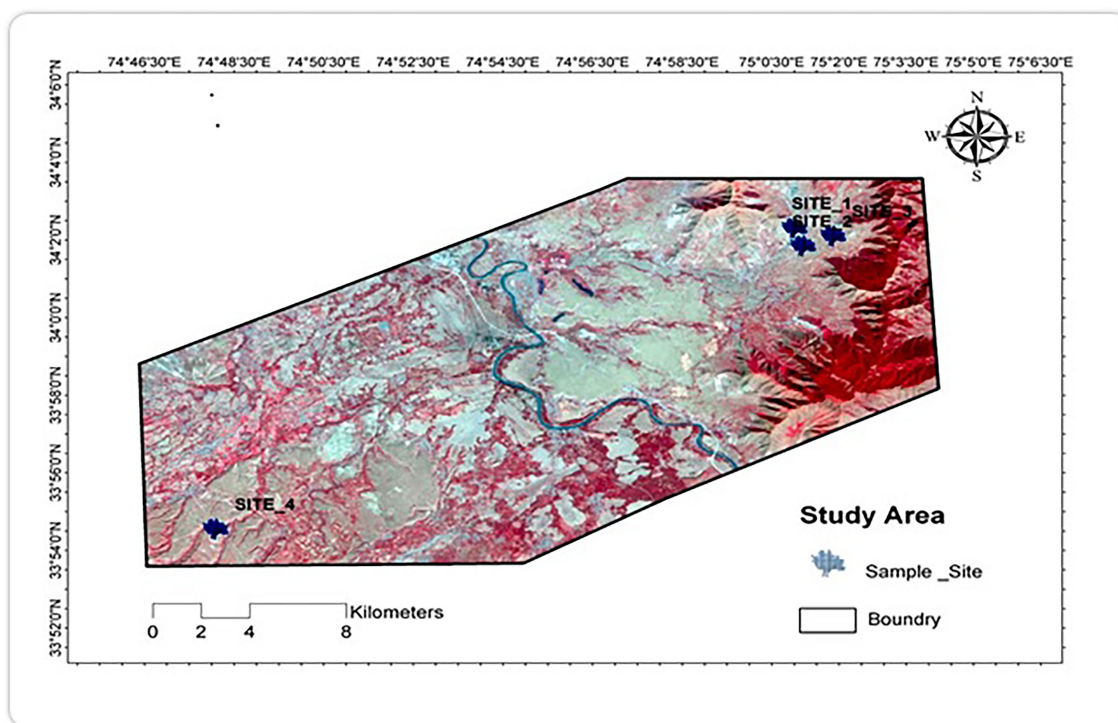 74°46'30"E 74°48'30"E 74°50'30"E 74°52'30"E 74°54'30"E 74°56'30"E 74°58'30"E 75°0'30"E 75°2'0"E 75°3'30"E 75°5'0"E 75°6'30"E
34°6'0"N
34°4'0"N
34°2'0"N
34°0'0"N
33°58'0"N
33°56'0"N
33°54'0"N
33°52'0"N
N
W E
S
SITE_1
SITE_2 SITE_3
SITE_4
Study Area
Sample _Site
Boundry
Kilometers
0 2 4 8